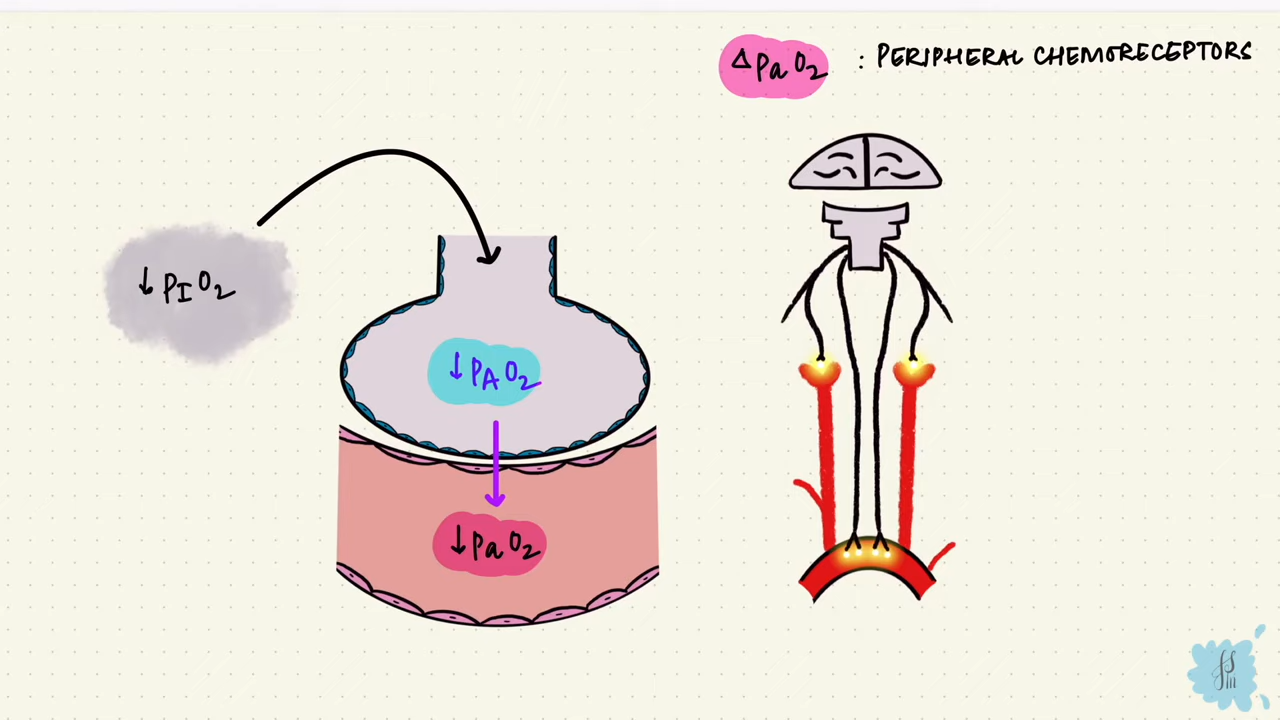 ΔPaO₂ : PERIPHERAL CHEMORECEPTORS
↓PIO₂
↓PAO₂
↓PaO₂